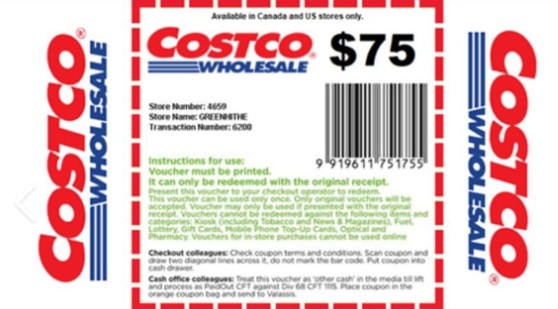 Available in Canada and US stores only.
COSTCO
WHOLESALE
$75
COSTCO
WHOLESALE
COSTCO
WHOLESALE
Store Number: 4659
Store Name: GREENHITHE
Transaction Number: 6200
9 919611 751755
Instructions for use:
Voucher must be printed.
It can only be redeemed with the original receipt.
Present this voucher to your checkout operator to redeem.
This voucher can be used only once. Only original vouchers will be
accepted. Voucher may only be used if presented with the original
receipt. Vouchers cannot be redeemed against the following items and
categories: Kiosk (including Tobacco and News & Magazines), Fuel,
Lottery, Gift Cards, Mobile Phone Top-Up Cards, Optical and
Pharmacy. Vouchers for in-store purchases cannot be used online
Checkout colleagues: Check coupon terms and conditions. Scan coupon and
draw two diagonal lines across it, do not mark the bar code. Put coupon into
cash drawer.
Cash office colleagues: Treat this voucher as 'other cash' in the media till lift
and process as PaidOut CFT against Div 68 CFT 1115. Place coupon in the
orange coupon bag and send to Valassis.